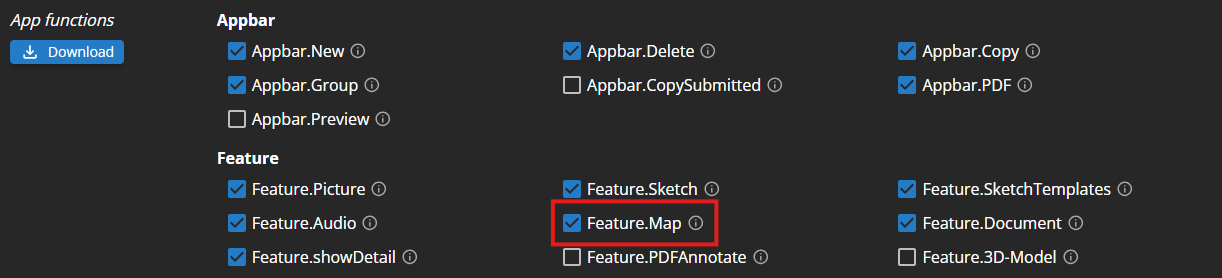 App functions
Download
Appbar
Appbar.New
Appbar.Delete
Appbar.Copy
Appbar.Group
Appbar.CopySubmitted
Appbar.PDF
Appbar.Preview
Feature
Feature.Picture
Feature.Sketch
Feature.SketchTemplates
Feature.Audio
Feature.Map
Feature.Document
Feature.showDetail
Feature.PDFAnnotate
Feature.3D-Model